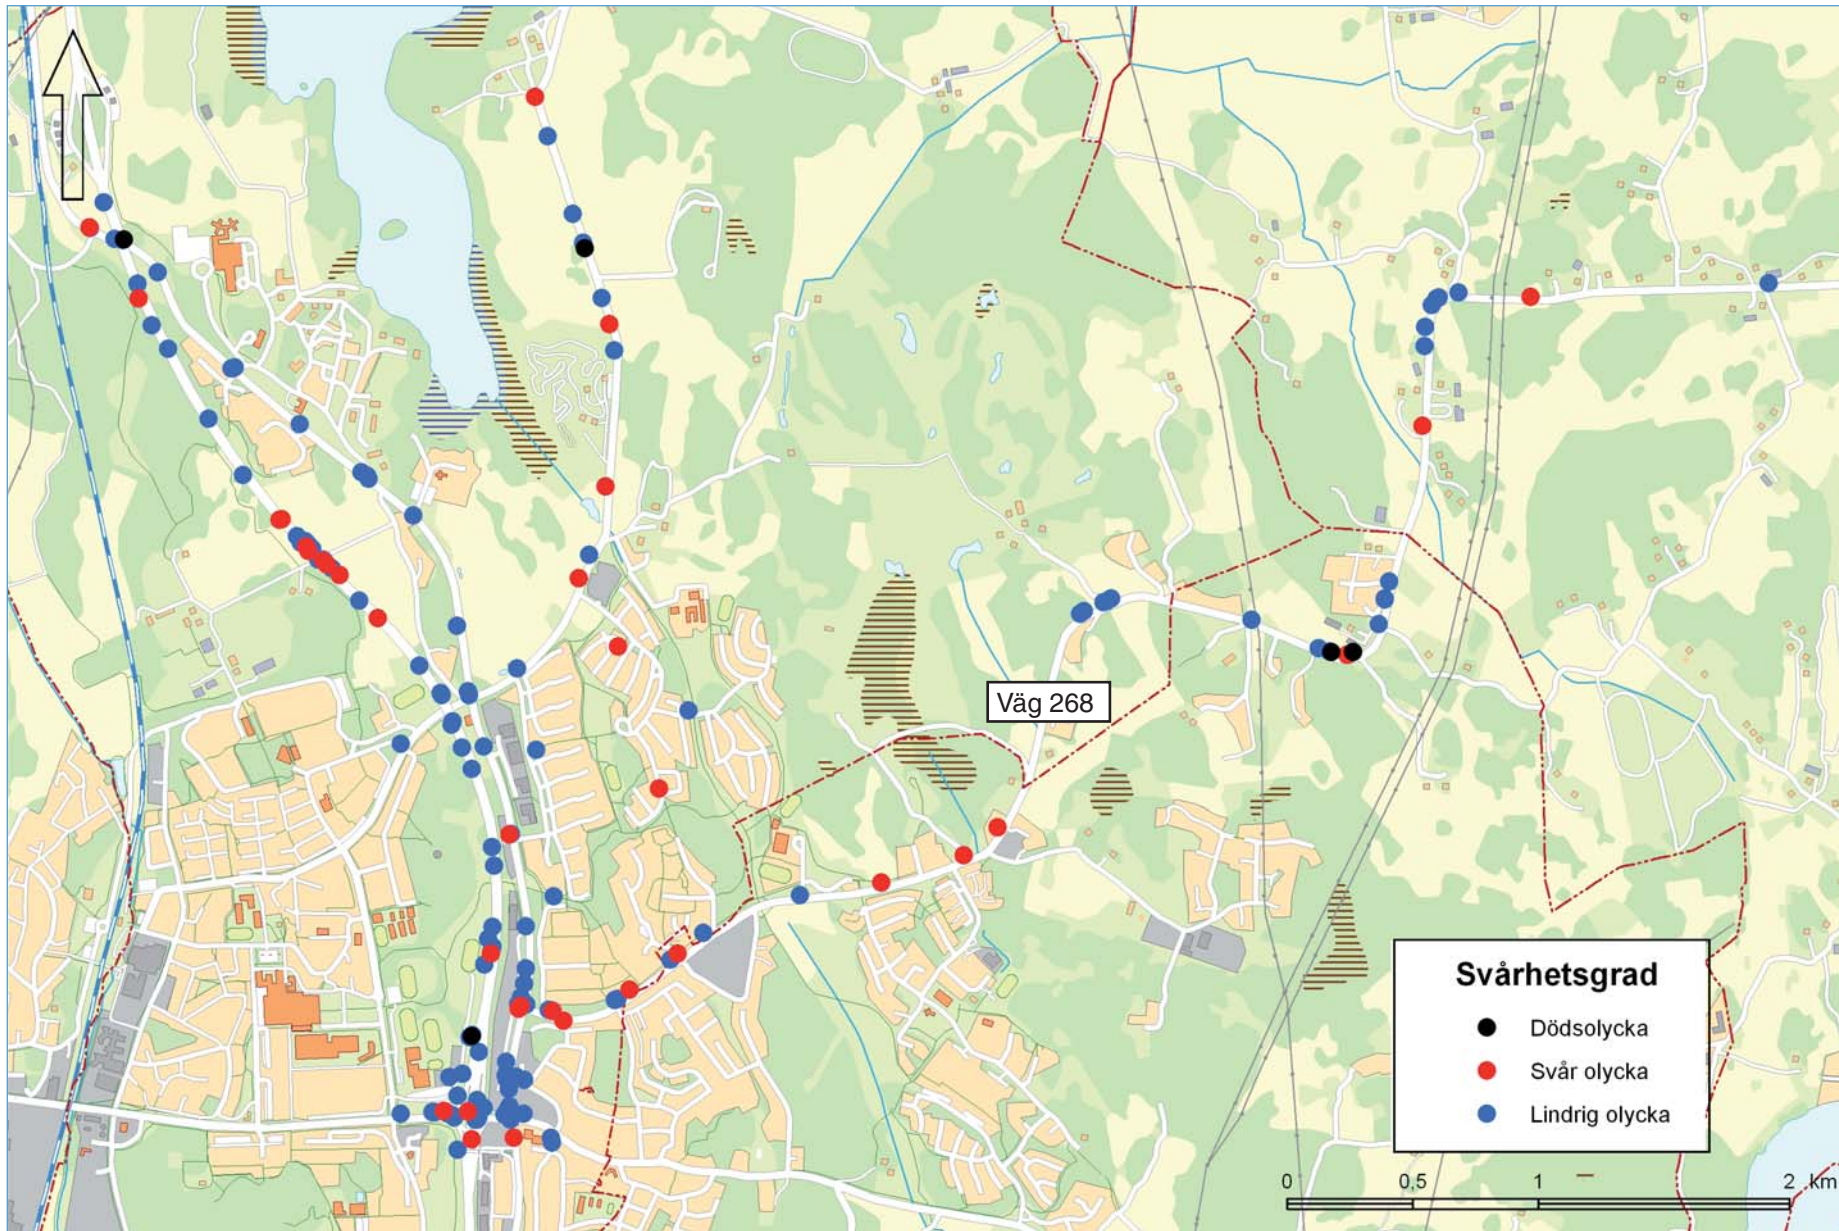 Väg 268
Svårhetsgrad
Dödsolycka
Svår olycka
Lindrig olycka
0 0,5 1 2 km